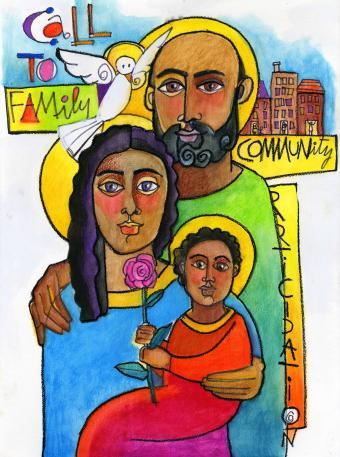 CaLL
TO
FAMily
COMMUNity
PARTICIPATION